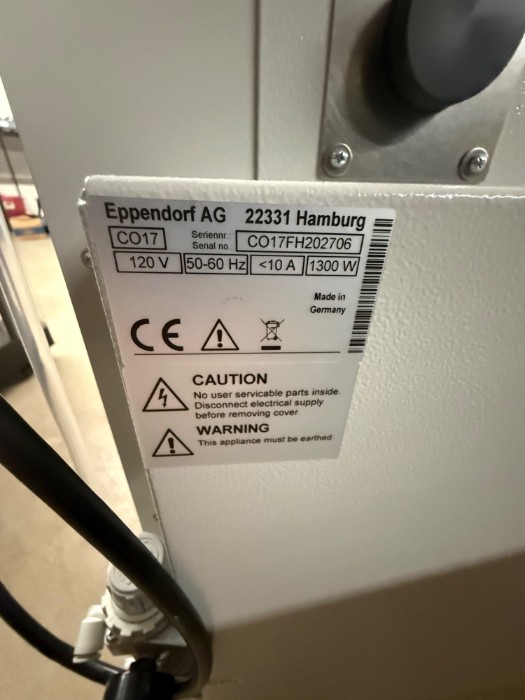 Eppendorf AG 22331 Hamburg
CO17 Seriennr.: Serial no. CO17FH202706
120 V 50-60 Hz <10 A 1300 W
Made in
Germany
CE
CAUTION
No user servicable parts inside.
Disconnect electrical supply
before removing cover.
WARNING
This appliance must be earthed.